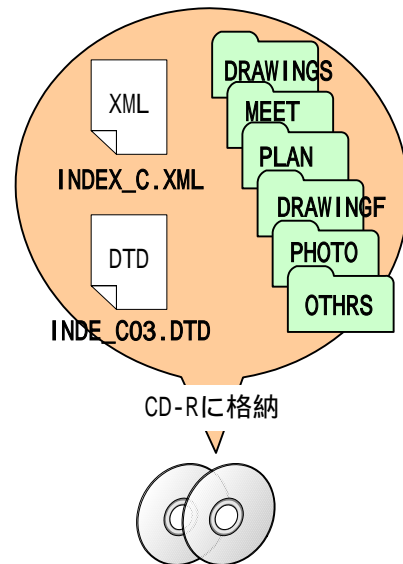 XML
INDEX_C.XML
DTD
INDE_C03.DTD
DRAWINGS
MEET
PLAN
DRAWINGF
PHOTO
OTHRS
CD-Rに格納